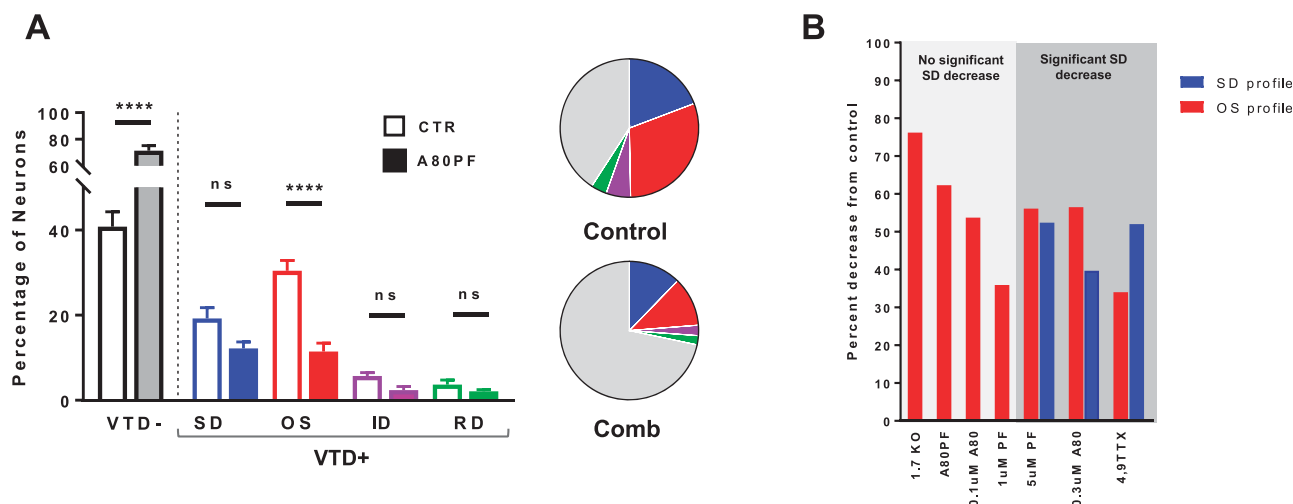 A
Percentage of Neurons
100
80
60
40
20
0
****
ns
****
ns
ns
CTR
A80PF
VTD-
SD
OS
ID
RD
VTD+
Control
Comb
B
Percent decrease from control
100
90
80
70
60
50
40
30
20
10
0
No significant
SD decrease
Significant SD
decrease
SD profile
OS profile
1.7 KO
A80PF
0.1uM A80
1uM PF
5uM PF
0.3uM A80
4,9TTX